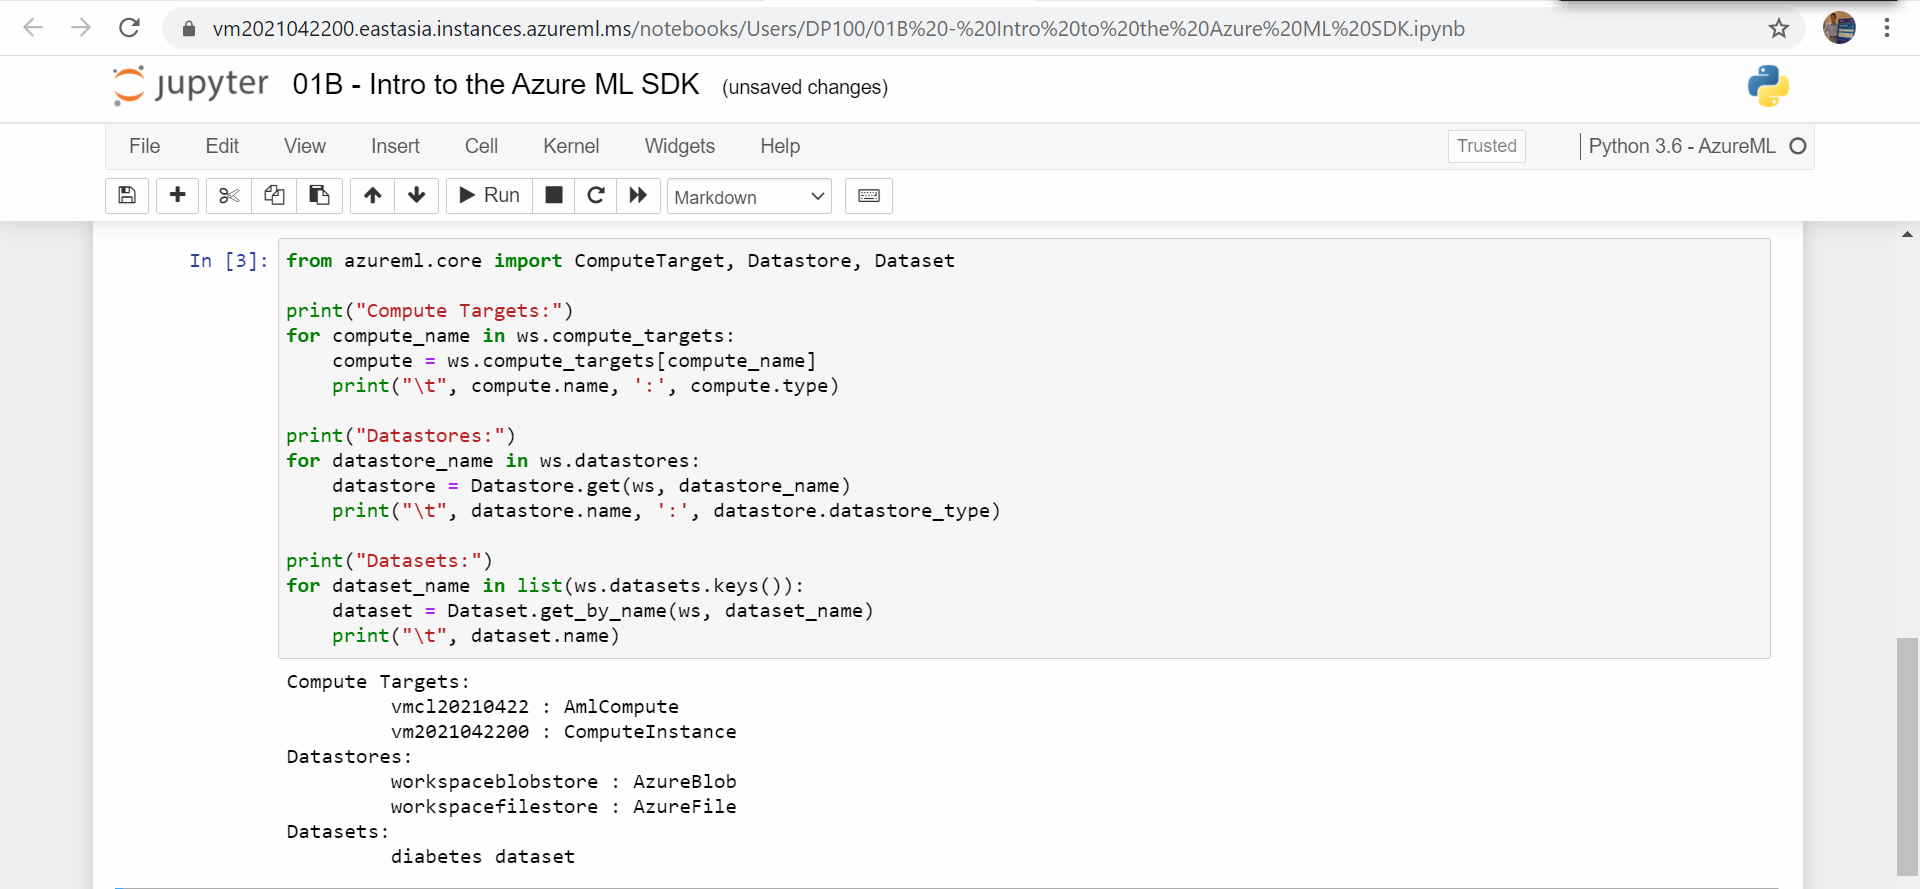 vm2021042200.eastasia.instances.azureml.ms/notebooks/Users/DP100/01B%20-%20Intro%20to%20the%20Azure%20ML%20SDK.ipynb
jupyter 01B - Intro to the Azure ML SDK (unsaved changes)
File Edit View Insert Cell Kernel Widgets Help Trusted Python 3.6 - AzureML
Run Markdown
In [3]: from azureml.core import ComputeTarget, Datastore, Dataset
print("Compute Targets:")
for compute_name in ws.compute_targets:
    compute = ws.compute_targets[compute_name]
    print("\t", compute.name, ':', compute.type)
print("Datastores:")
for datastore_name in ws.datastores:
    datastore = Datastore.get(ws, datastore_name)
    print("\t", datastore.name, ':', datastore.datastore_type)
print("Datasets:")
for dataset_name in list(ws.datasets.keys()):
    dataset = Dataset.get_by_name(ws, dataset_name)
    print("\t", dataset.name)
Compute Targets:
         vmcl20210422 : AmlCompute
         vm2021042200 : ComputeInstance
Datastores:
         workspaceblobstore : AzureBlob
         workspacefilestore : AzureFile
Datasets:
         diabetes dataset